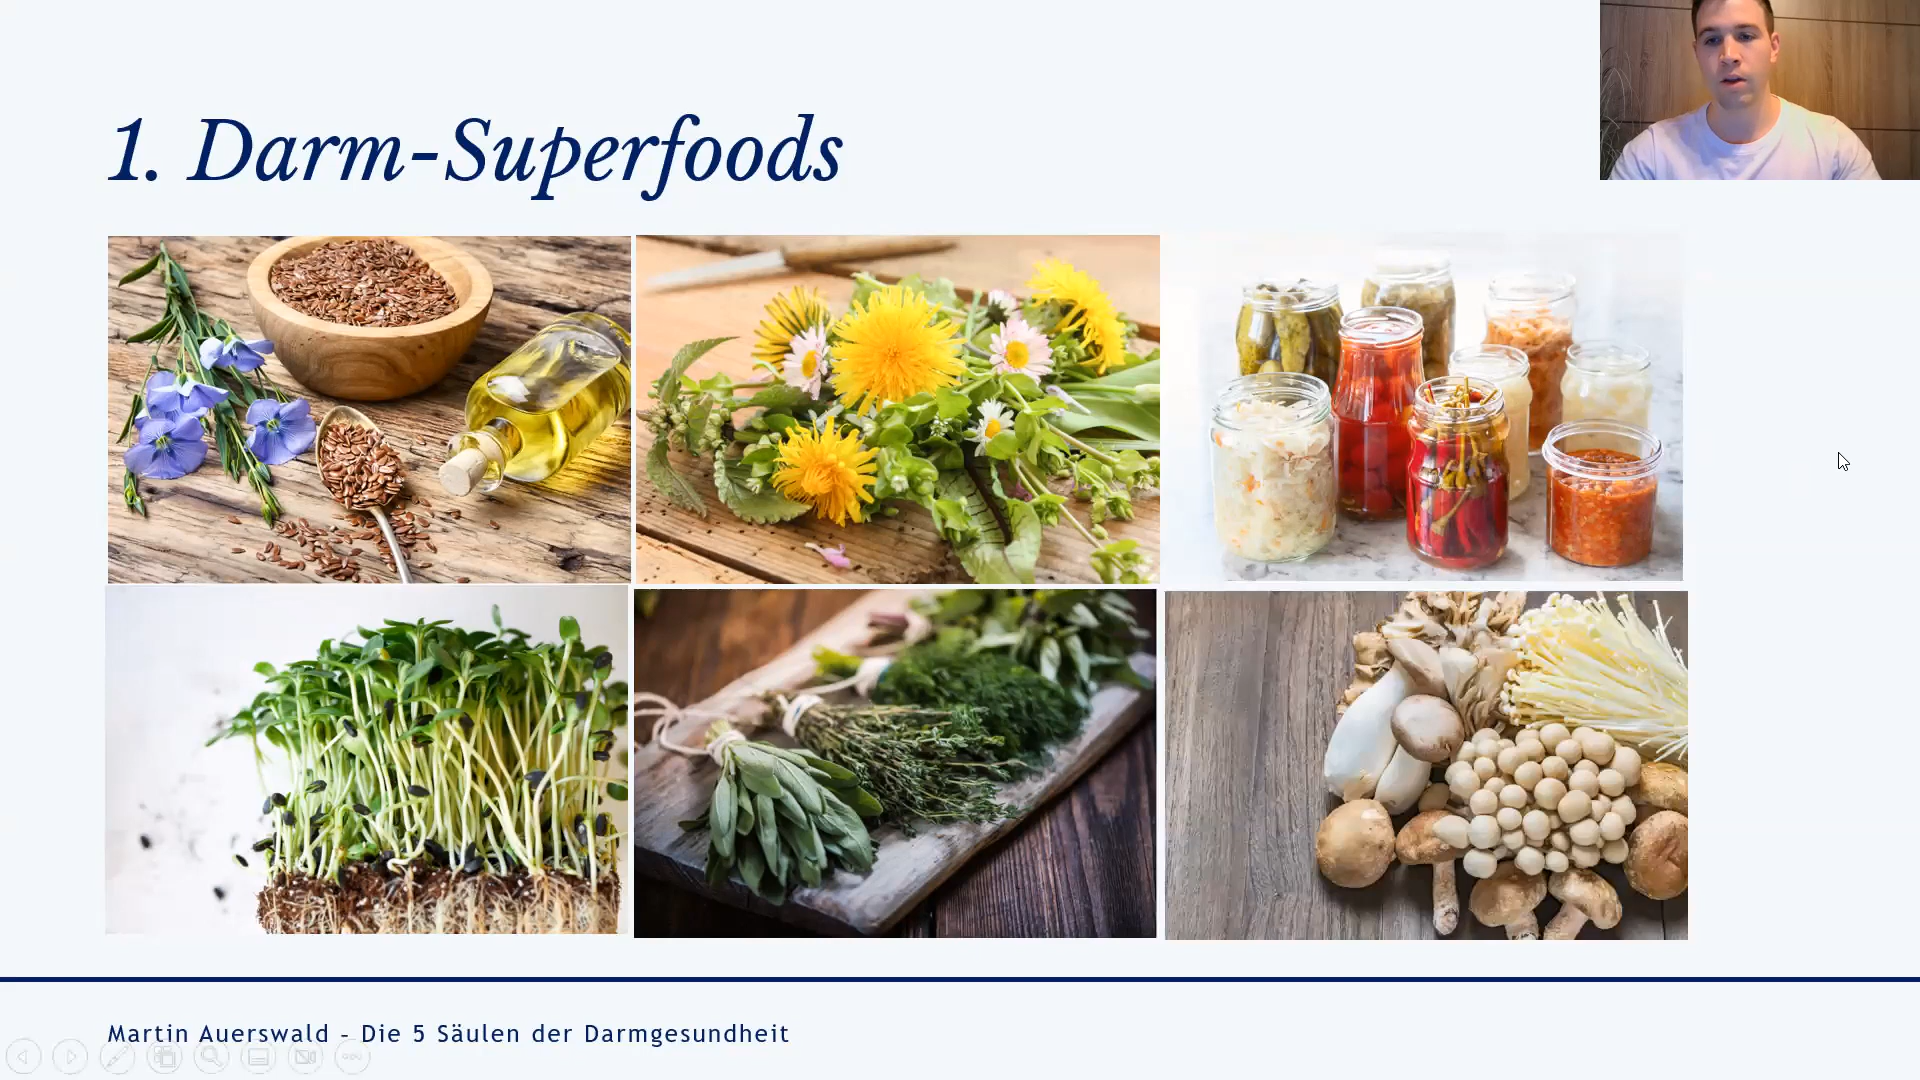 1. Darm-Superfoods
Martin Auerswald – Die 5 Säulen der Darmgesundheit